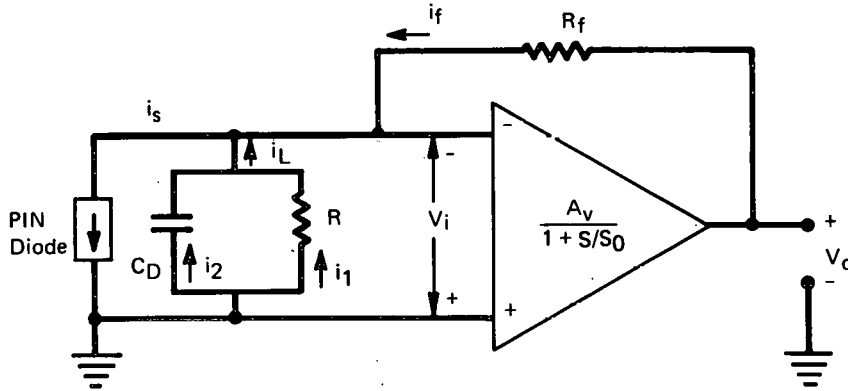 i_f
R_f
i_s
i_L
-
-
PIN
Diode
C_D
i_2
R
i_1
V_i
A_v
1 + S/S_0
+
V_o
-
+
+